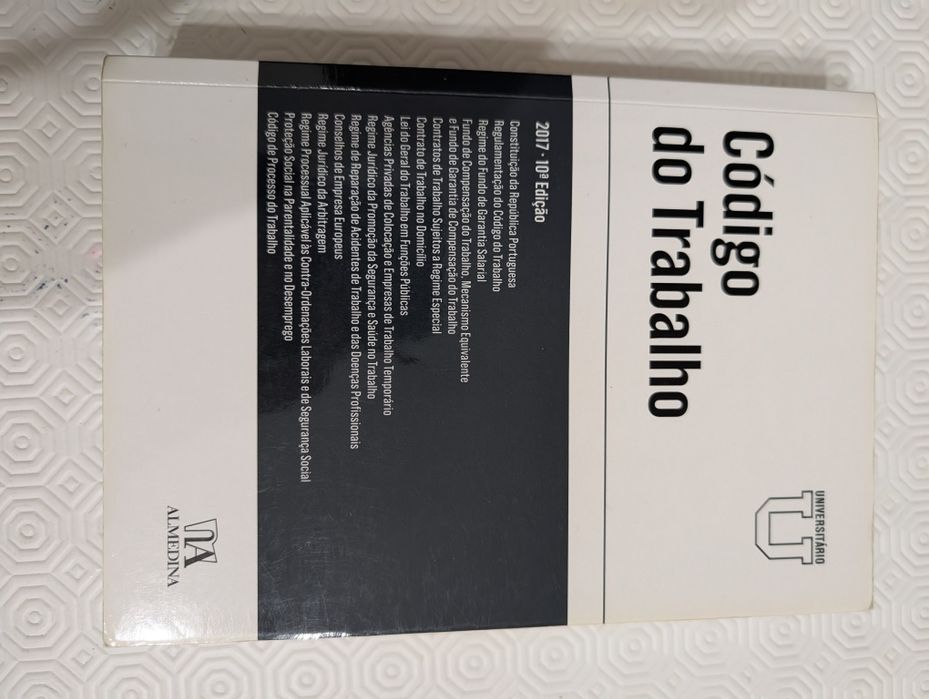 Código
do Trabalho
UNIVERSITÁRIO
U
2017 · 10ª Edição
Constituição da República Portuguesa
Regulamentação do Código do Trabalho
Regime do Fundo de Garantia Salarial
Fundo de Compensação do Trabalho, Mecanismo Equivalente
e Fundo de Garantia de Compensação do Trabalho
Contratos de Trabalho Sujeitos a Regime Especial
Contrato de Trabalho no Domicílio
Lei do Geral do Trabalho em Funções Públicas
Agências Privadas de Colocação e Empresas de Trabalho Temporário
Regime Jurídico da Promoção da Segurança e Saúde no Trabalho
Regime de Reparação de Acidentes de Trabalho e das Doenças Profissionais
Conselhos de Empresa Europeus
Regime Jurídico da Arbitragem
Regime Processual Aplicável às Contra-Ordenações Laborais e de Segurança Social
Proteção Social na Parentalidade e no Desemprego
Código de Processo do Trabalho
ALMEDINA